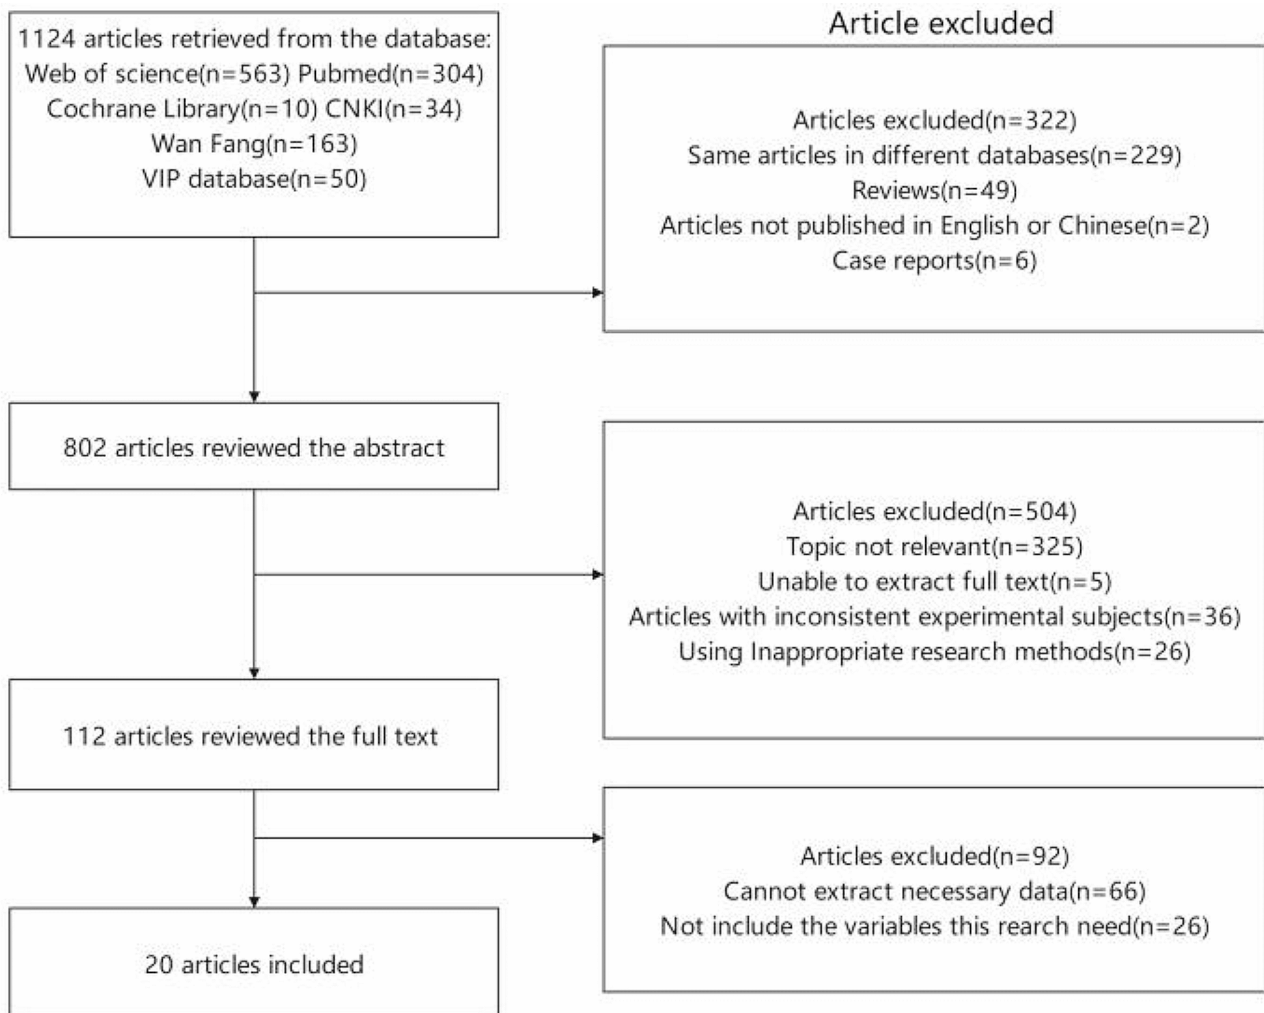 1124 articles retrieved from the database:
Web of science(n=563) Pubmed(n=304)
Cochrane Library(n=10) CNKI(n=34)
Wan Fang(n=163)
VIP database(n=50)
Article excluded
Articles excluded(n=322)
Same articles in different databases(n=229)
Reviews(n=49)
Articles not published in English or Chinese(n=2)
Case reports(n=6)
802 articles reviewed the abstract
Articles excluded(n=504)
Topic not relevant(n=325)
Unable to extract full text(n=5)
Articles with inconsistent experimental subjects(n=36)
Using Inappropriate research methods(n=26)
112 articles reviewed the full text
Articles excluded(n=92)
Cannot extract necessary data(n=66)
Not include the variables this rearch need(n=26)
20 articles included